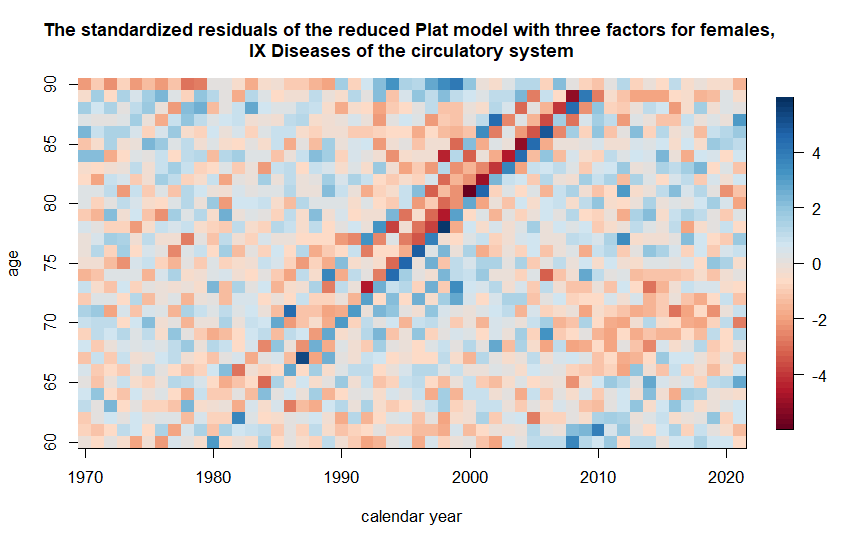 The standardized residuals of the reduced Plat model with three factors for females,
IX Diseases of the circulatory system
90
85
80
75
70
65
60
age
4
2
0
-2
-4
1970 1980 1990 2000 2010 2020
calendar year